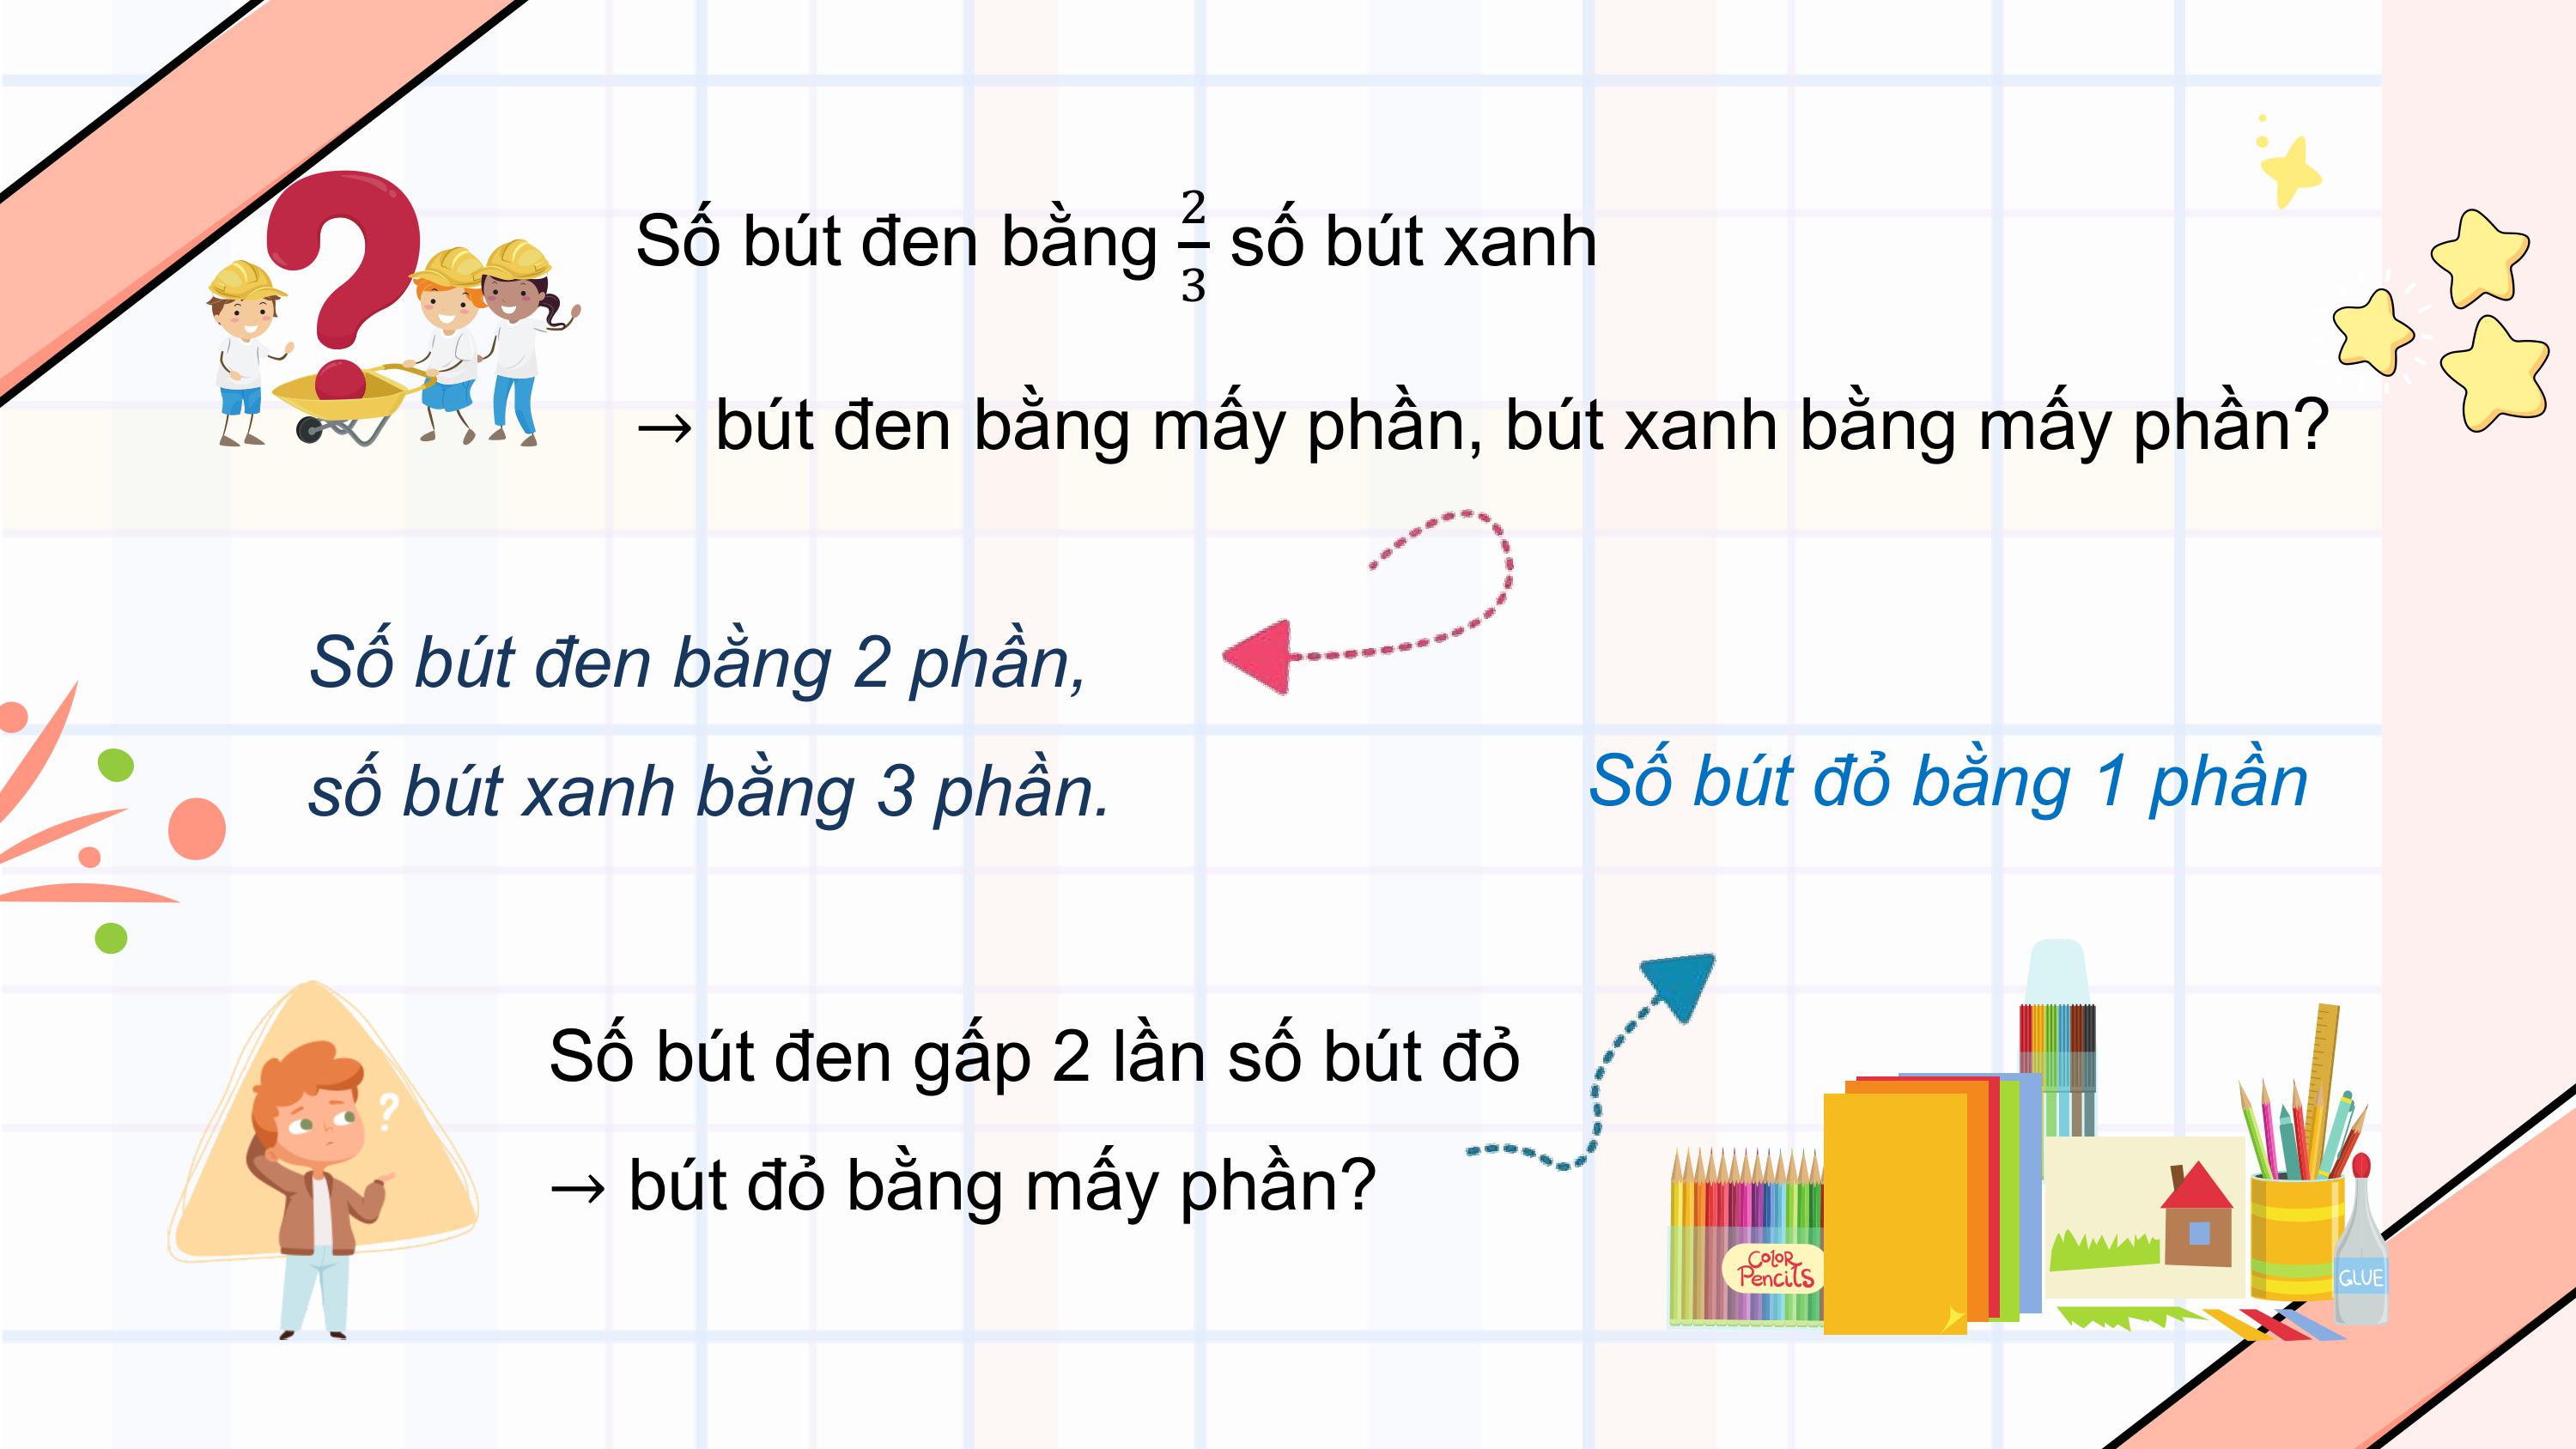 Số bút đen bằng 2/3 số bút xanh
→ bút đen bằng mấy phần, bút xanh bằng mấy phần?
Số bút đen bằng 2 phần,
số bút xanh bằng 3 phần.
Số bút đỏ bằng 1 phần
Số bút đen gấp 2 lần số bút đỏ
→ bút đỏ bằng mấy phần?
?
COLOR
Pencils
GLUE